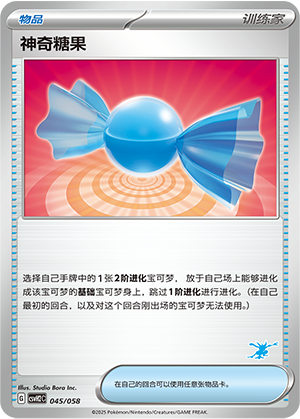 物品
训练家
神奇糖果
选择自己手牌中的1张2阶进化宝可梦，放于自己场上能够进化
成该宝可梦的基础宝可梦身上，跳过1阶进化进行进化。（在自己
最初的回合，以及对这个回合刚出场的宝可梦无法使用。）
Illus. Studio Bora Inc.
G CSVE2C 045/058
在自己的回合可以使用任意张物品卡。
©2025 Pokémon/Nintendo/Creatures/GAME FREAK.